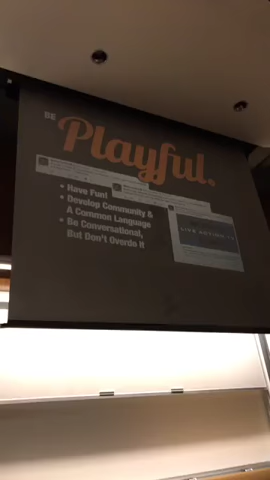 BE
Playful.
• Have Fun!
• Develop Community &
A Common Language
• Be Conversational,
But Don't Overdo It